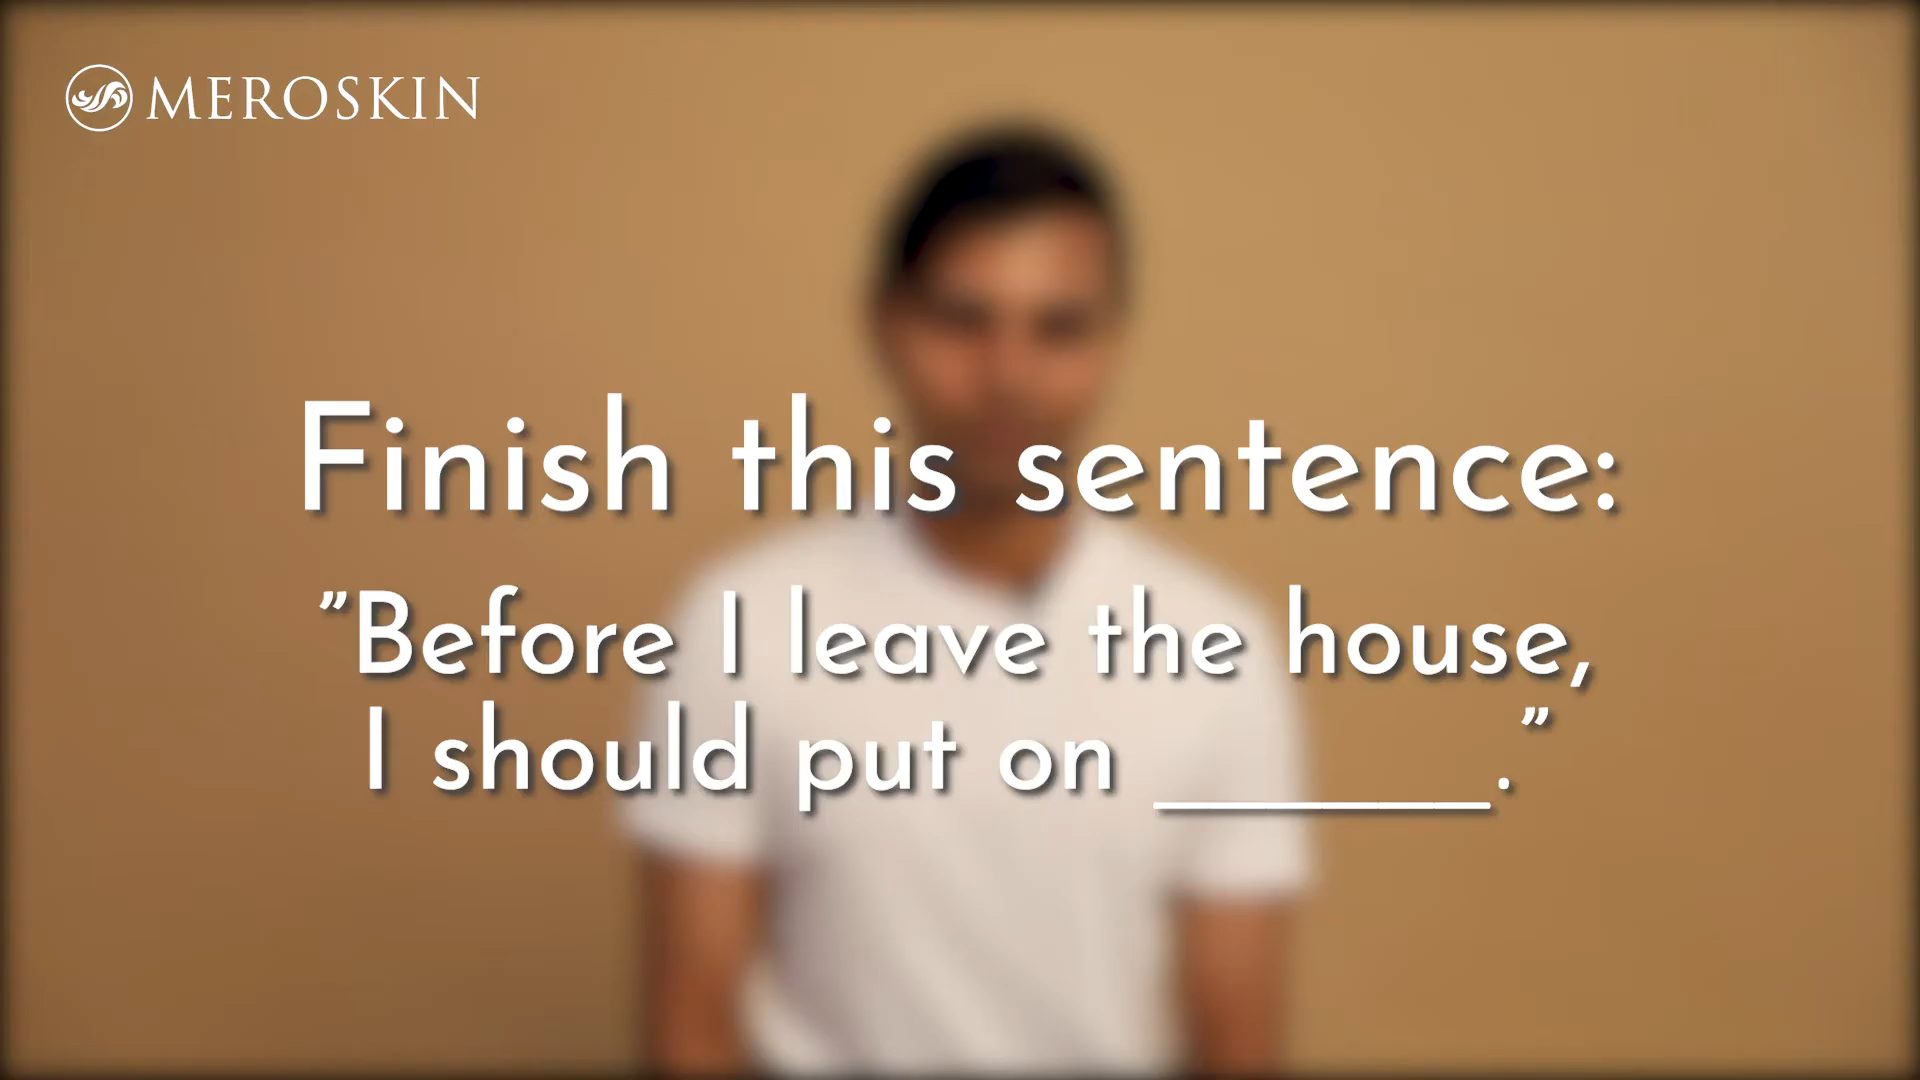 MEROSKIN
Finish this sentence:
”Before I leave the house,
I should put on ______.”